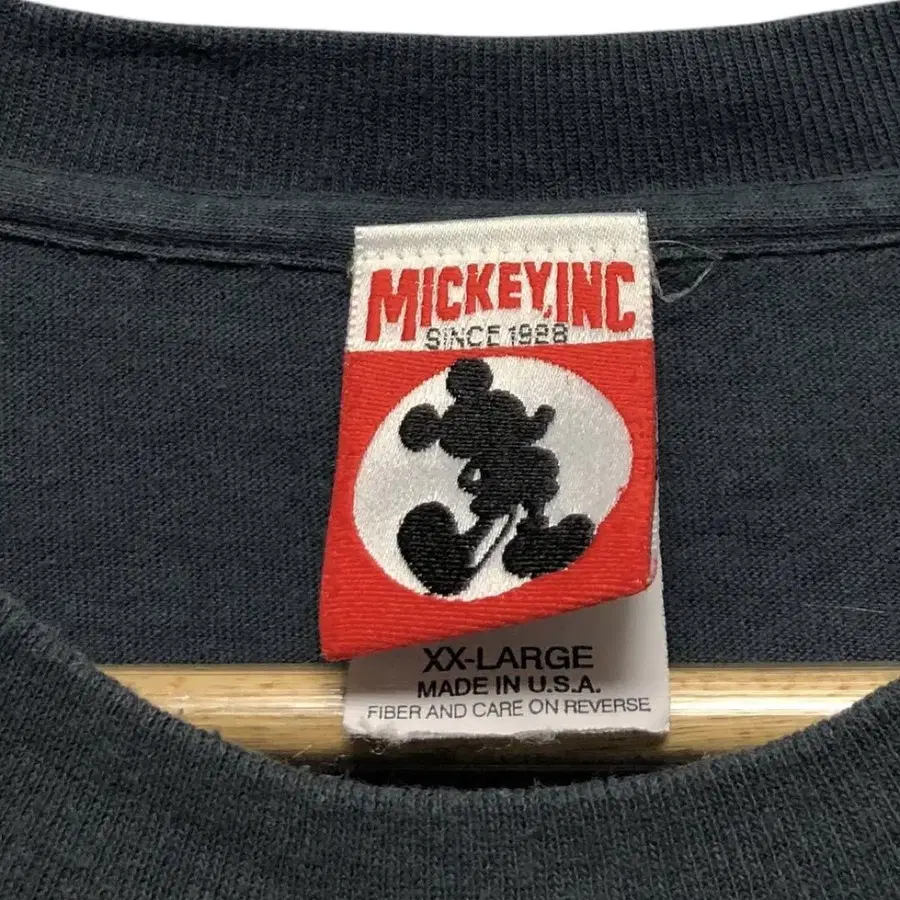 MICKEY, INC
SINCE 1928
XX-LARGE
MADE IN U.S.A.
FIBER AND CARE ON REVERSE